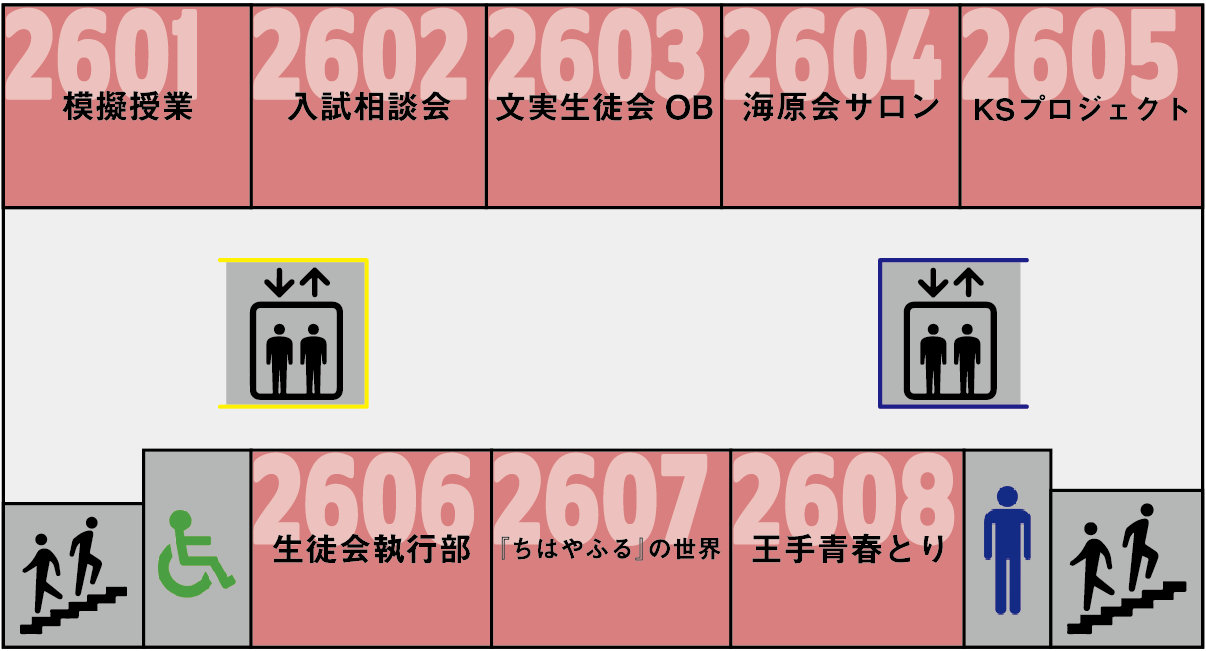 2601
模擬授業
2602
入試相談会
2603
文実生徒会 OB
2604
海原会サロン
2605
KSプロジェクト
2606
生徒会執行部
2607
『ちはやふる』の世界
2608
王手青春とり